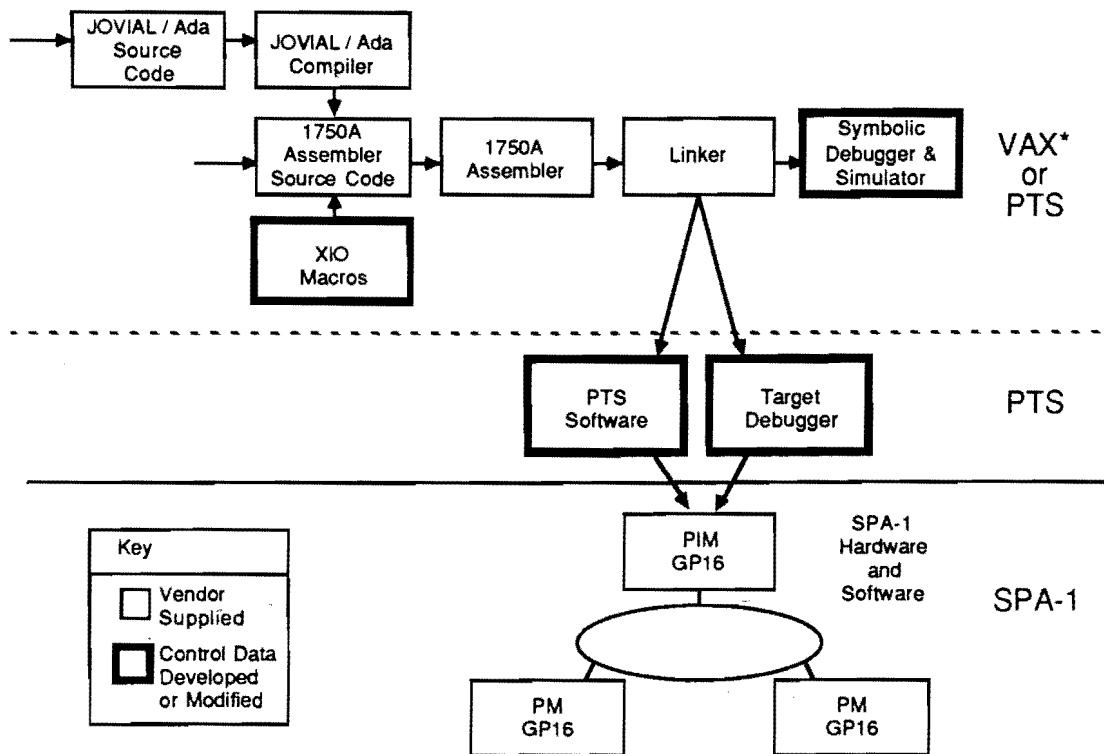 JOVIAL / Ada
Source
Code
JOVIAL / Ada
Compiler
1750A
Assembler
Source Code
1750A
Assembler
Linker
Symbolic
Debugger &
Simulator
VAX*
or
PTS
XIO
Macros
PTS
Software
Target
Debugger
PTS
PIM
GP16
SPA-1
Hardware
and
Software
SPA-1
Key
Vendor
Supplied
Control Data
Developed
or Modified
PM
GP16
PM
GP16